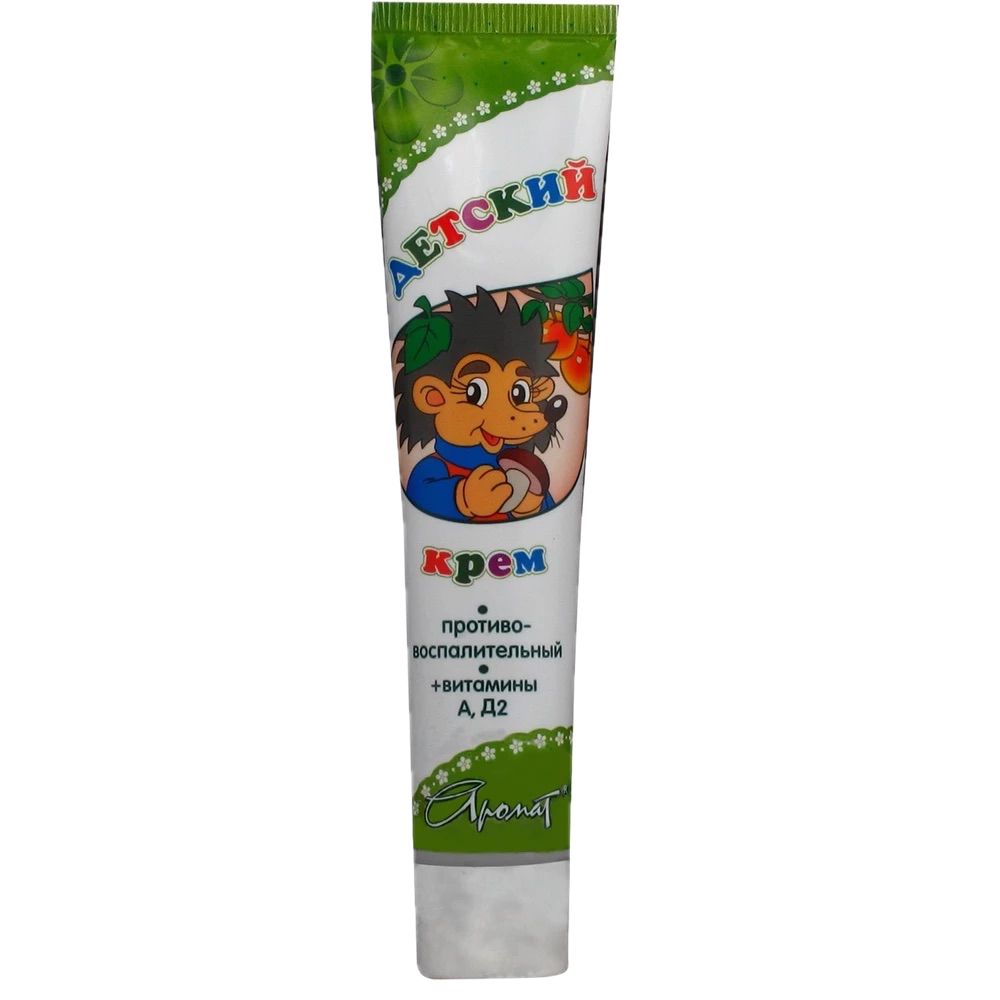 ДЕТСКИЙ
крем
• противо-
воспалительный
• +витамины
А, Д2
Аромат